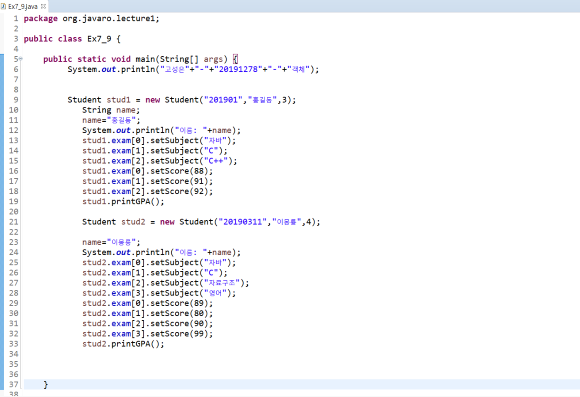 Ex7_9.java
1 package org.javaro.lecture1;
2
3 public class Ex7_9 {
4
5 public static void main(String[] args) {
6 System.out.println("고성은"+"-"+"20191278"+"-"+"객체");
7
8
9 Student stud1 = new Student("201901","홍길동",3);
10 String name;
11 name="홍길동";
12 System.out.println("이름: "+name);
13 stud1.exam[0].setSubject("자바");
14 stud1.exam[1].setSubject("C");
15 stud1.exam[2].setSubject("C++");
16 stud1.exam[0].setScore(88);
17 stud1.exam[1].setScore(91);
18 stud1.exam[2].setScore(92);
19 stud1.printGPA();
20
21 Student stud2 = new Student("20190311","이몽룡",4);
22
23 name="이몽룡";
24 System.out.println("이름: "+name);
25 stud2.exam[0].setSubject("자바");
26 stud2.exam[1].setSubject("C");
27 stud2.exam[2].setSubject("자료구조");
28 stud2.exam[3].setSubject("영어");
29 stud2.exam[0].setScore(89);
30 stud2.exam[1].setScore(80);
31 stud2.exam[2].setScore(90);
32 stud2.exam[3].setScore(99);
33 stud2.printGPA();
34
35
36
37 }
38